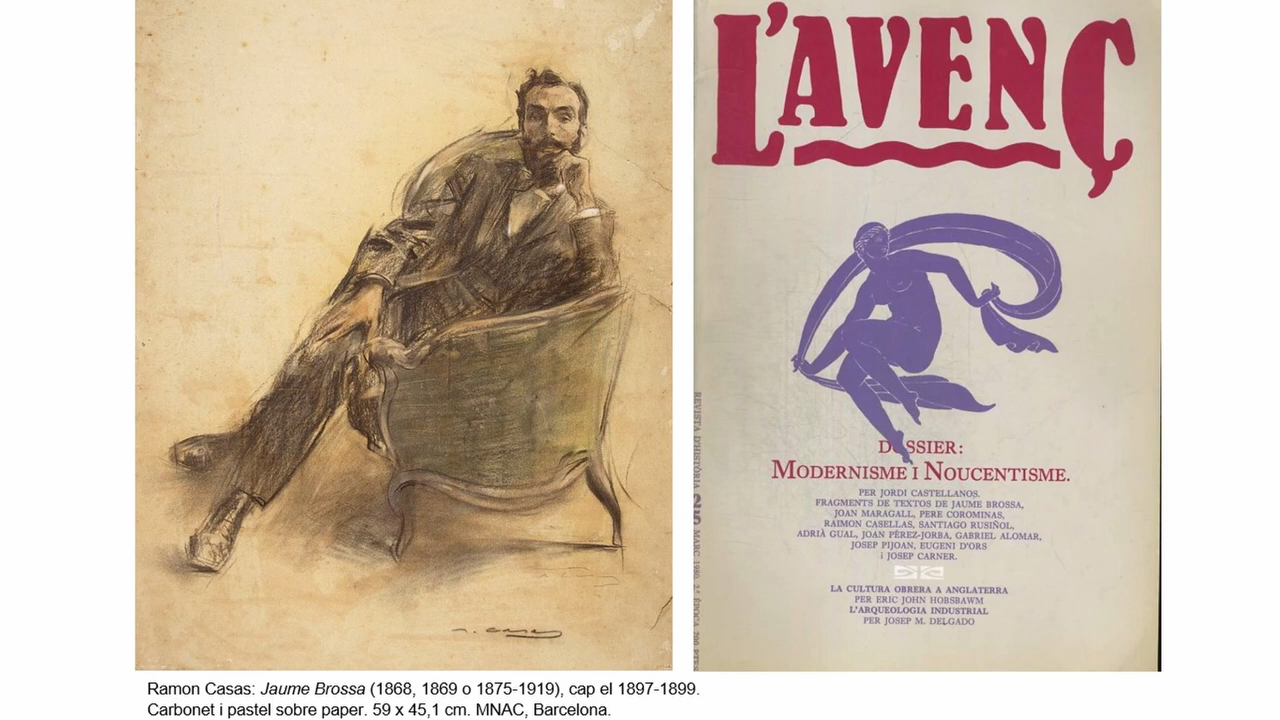 L'AVENÇ
DOSSIER:
MODERNISME I NOUCENTISME.
PER JORDI CASTELLANOS.
FRAGMENTS DE TEXTOS DE JAUME BROSSA,
JOAN MARAGALL, PERE COROMINAS,
RAIMON CASELLAS, SANTIAGO RUSIÑOL,
ADRIÀ GUAL, JOAN PÉREZ-JORBA, GABRIEL ALOMAR,
JOSEP PIJOAN, EUGENI D'ORS
i JOSEP CARNER.
LA CULTURA OBRERA A ANGLATERRA
PER ERIC JOHN HOBSBAWM
L'ARQUEOLOGIA INDUSTRIAL
PER JOSEP M. DELGADO
REVISTA D'HISTÒRIA 25 MARÇ 1980
Ramon Casas: Jaume Brossa (1868, 1869 o 1875-1919), cap el 1897-1899.
Carbonet i pastel sobre paper. 59 x 45,1 cm. MNAC, Barcelona.